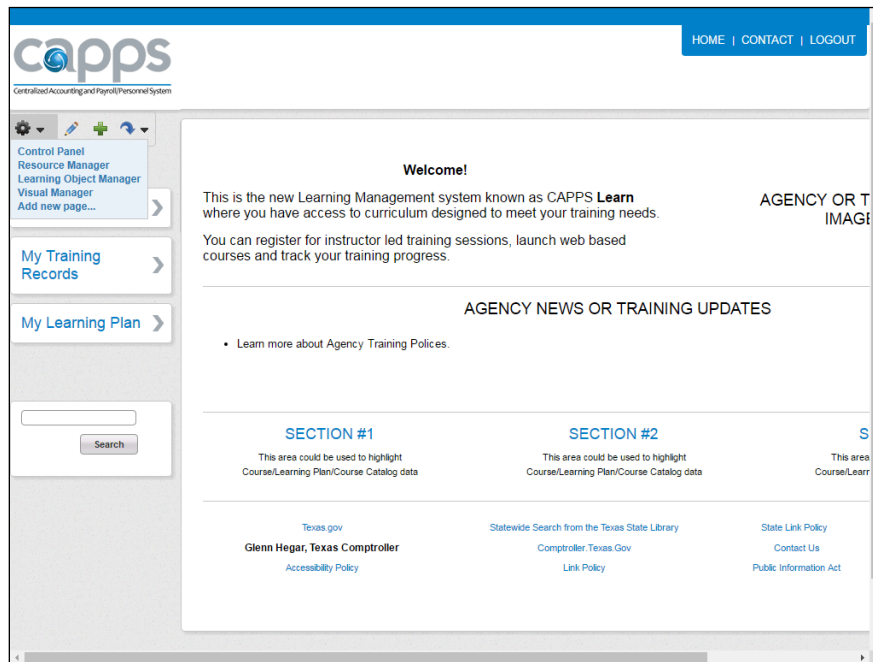 HOME | CONTACT | LOGOUT
capps
Centralized Accounting and Payroll/Personnel System
Control Panel
Resource Manager
Learning Object Manager
Visual Manager
Add new page...
My Training
Records
My Learning Plan
Search
Welcome!
This is the new Learning Management system known as CAPPS Learn
where you have access to curriculum designed to meet your training needs.
You can register for instructor led training sessions, launch web based
courses and track your training progress.
AGENCY OR T
IMAGE
AGENCY NEWS OR TRAINING UPDATES
• Learn more about Agency Training Polices.
SECTION #1
This area could be used to highlight
Course/Learning Plan/Course Catalog data
SECTION #2
This area could be used to highlight
Course/Learning Plan/Course Catalog data
S
This area
Course/Learn
Texas.gov Statewide Search from the Texas State Library State Link Policy
Glenn Hegar, Texas Comptroller Comptroller.Texas.Gov Contact Us
Accessibility Policy Link Policy Public Information Act